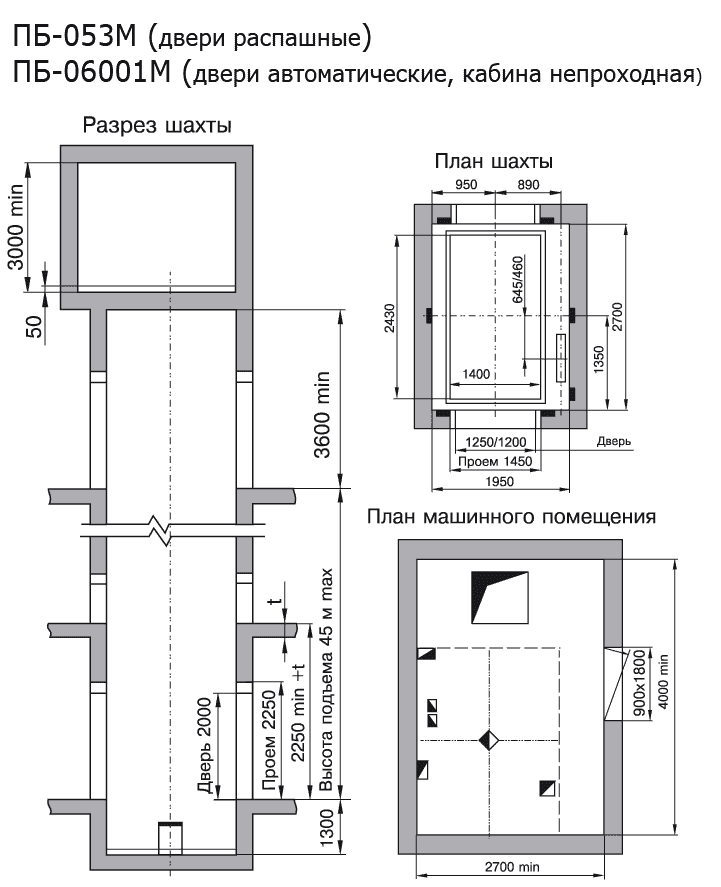 ПБ-053М (двери распашные)
ПБ-06001М (двери автоматические, кабина непроходная)
Разрез шахты
3000 min
50
3600 min
t
Высота подъема 45 м max
2250 min +t
Проем 2250
Дверь 2000
1300
План шахты
950
890
645/460
2430
2700
1350
1400
1250/1200
Дверь
Проем 1450
1950
План машинного помещения
900x1800
4000 min
2700 min